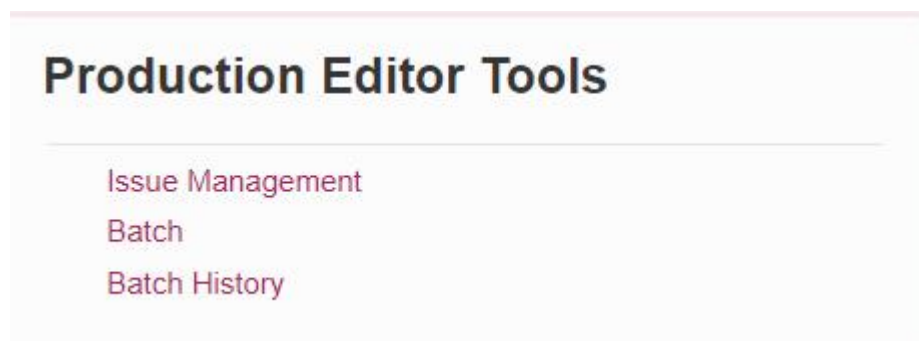 Production Editor Tools
Issue Management
Batch
Batch History